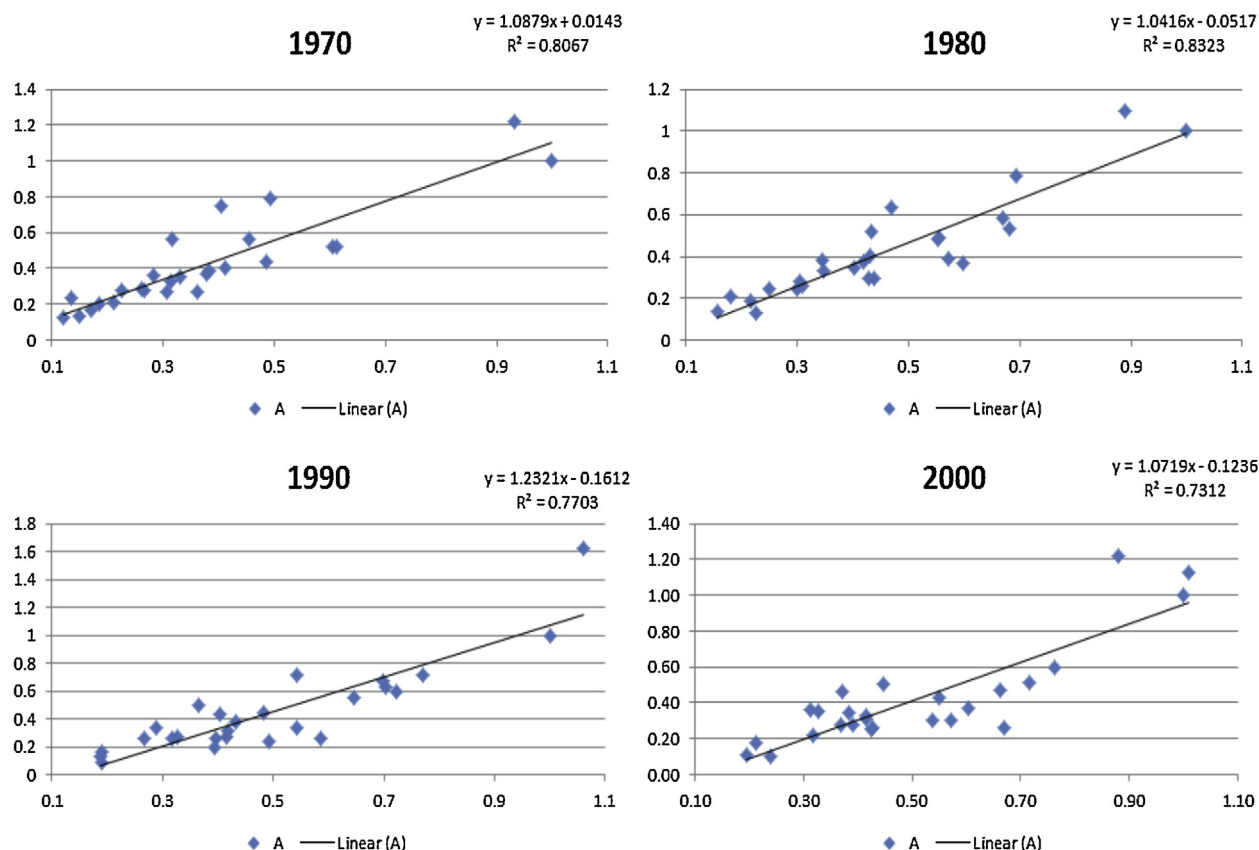 1970
y = 1.0879x + 0.0143
R² = 0.8067
1.4
1.2
1
0.8
0.6
0.4
0.2
0
0.1 0.3 0.5 0.7 0.9 1.1
A Linear (A)
1980
y = 1.0416x - 0.0517
R² = 0.8323
1.2
1
0.8
0.6
0.4
0.2
0
0.1 0.3 0.5 0.7 0.9 1.1
A Linear (A)
1990
y = 1.2321x - 0.1612
R² = 0.7703
1.8
1.6
1.4
1.2
1
0.8
0.6
0.4
0.2
0
0.1 0.3 0.5 0.7 0.9 1.1
A Linear (A)
2000
y = 1.0719x - 0.1236
R² = 0.7312
1.40
1.20
1.00
0.80
0.60
0.40
0.20
0.00
0.10 0.30 0.50 0.70 0.90 1.10
A Linear (A)